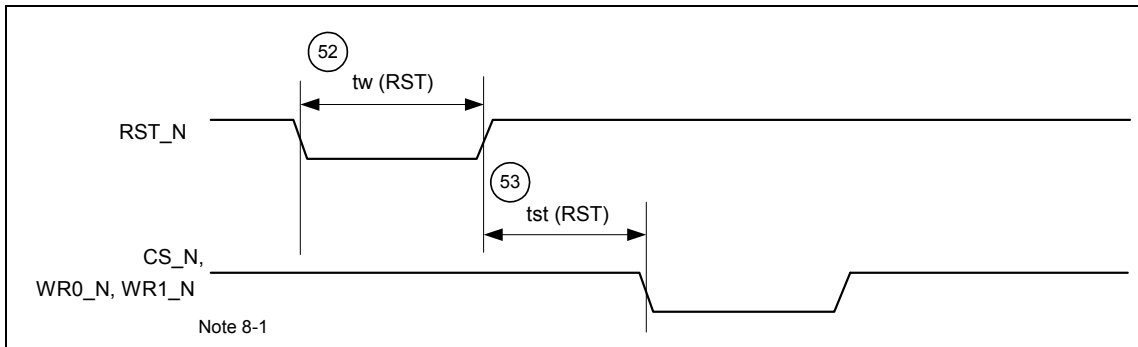 52
tw (RST)
RST_N
53
tst (RST)
CS_N,
WR0_N, WR1_N
Note 8-1